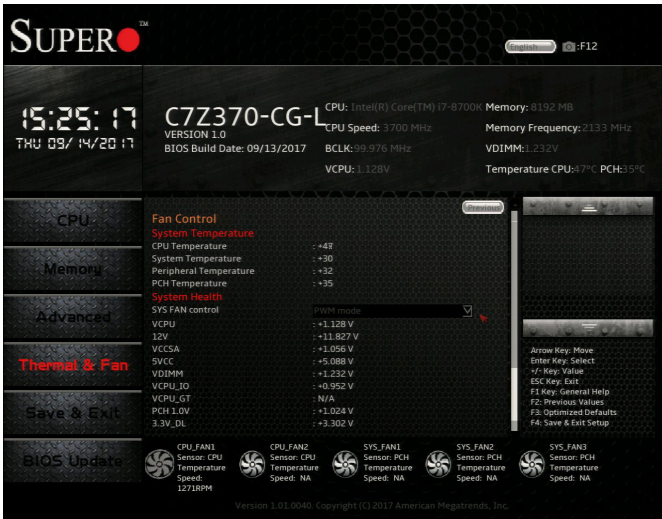 SUPER TM
English :F12
15:25:17
THU 09/14/2017
C7Z370-CG-L
VERSION 1.0
BIOS Build Date: 09/13/2017
CPU: Intel(R) Core(TM) i7-8700K
CPU Speed: 3700 MHz
BCLK: 99.976 MHz
VCPU: 1.128V
Memory: 8192 MB
Memory Frequency: 2133 MHz
VDIMM: 1.232V
Temperature CPU: 47°C PCH: 35°C
CPU
Memory
Advanced
Thermal & Fan
Save & Exit
BIOS Update
Previous
Fan Control
System Temperature
CPU Temperature : +47
System Temperature : +30
Peripheral Temperature : +32
PCH Temperature : +35
System Health
SYS FAN control PWM mode
VCPU : +1.128 V
12V : +11.827 V
VCCSA : +1.056 V
5VCC : +5.088 V
VDIMM : +1.232 V
VCPU_IO : +0.952 V
VCPU_GT : N/A
PCH 1.0V : +1.024 V
3.3V_DL : +3.302 V
Arrow Key: Move
Enter Key: Select
+/- Key: Value
ESC Key: Exit
F1 Key: General Help
F2: Previous Values
F3: Optimized Defaults
F4: Save & Exit Setup
CPU_FAN1
Sensor: CPU
Temperature
Speed:
1271RPM
CPU_FAN2
Sensor: CPU
Temperature
Speed: NA
SYS_FAN1
Sensor: PCH
Temperature
Speed: NA
SYS_FAN2
Sensor: PCH
Temperature
Speed: NA
SYS_FAN3
Sensor: PCH
Temperature
Speed: NA
Version 1.01.0040. Copyright (C) 2017 American Megatrends, Inc.